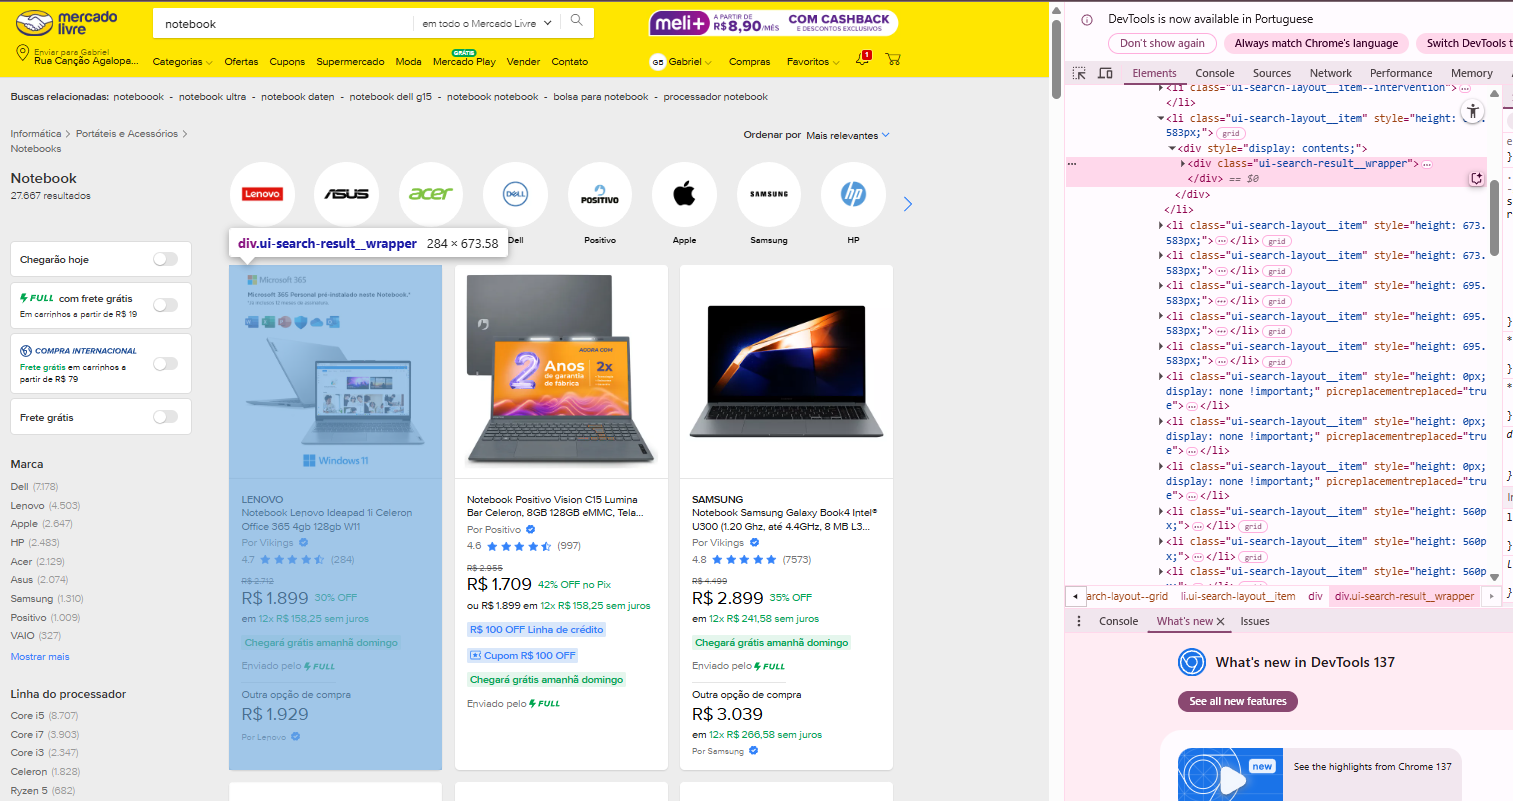 mercado
livre
notebook
em todo o Mercado Livre
meli+
A PARTIR DE
R$8,90/MÊS
COM CASHBACK
E DESCONTOS EXCLUSIVOS
Enviar para Gabriel
Rua Canção Agalopa...
Categorias
Ofertas
Cupons
Supermercado
Moda
GRÁTIS
Mercado Play
Vender
Contato
GB
Gabriel
Compras
Favoritos
1
Buscas relacionadas: noteboook - notebook ultra - notebook daten - notebook dell g15 - notebook notebook - bolsa para notebook - processador notebook
Informática > Portáteis e Acessórios >
Notebooks
Ordenar por Mais relevantes
Notebook
27.667 resultados
Lenovo
ASUS
acer
DELL
POSITIVO
SAMSUNG
hp
Dell
Positivo
Apple
Samsung
HP
div.ui-search-result__wrapper 284 × 673.58
Chegarão hoje
FULL com frete grátis
Em carrinhos a partir de R$ 19
COMPRA INTERNACIONAL
Frete grátis em carrinhos a
partir de R$ 79
Frete grátis
Marca
Dell (7.178)
Lenovo (4.503)
Apple (2.647)
HP (2.483)
Acer (2.129)
Asus (2.074)
Samsung (1.310)
Positivo (1.009)
VAIO (327)
Mostrar mais
Linha do processador
Core i5 (8.707)
Core i7 (3.903)
Core i3 (2.347)
Celeron (1.828)
Ryzen 5 (682)
Microsoft 365
Microsoft 365 Personal pré-instalado neste Notebook.*
Windows 11
LENOVO
Notebook Lenovo Ideapad 1i Celeron
Office 365 4gb 128gb W11
Por Vikings
4.7 (284)
R$ 2.712
R$ 1.899 30% OFF
em 12x R$ 158,25 sem juros
Chegará grátis amanhã domingo
Enviado pelo FULL
Outra opção de compra
R$ 1.929
Por Lenovo
AGORA COM
2 Anos
de garantia
de fábrica
2x
Notebook Positivo Vision C15 Lumina
Bar Celeron, 8GB 128GB eMMC, Tela...
Por Positivo
4.6 (997)
R$ 2.955
R$ 1.709 42% OFF no Pix
ou R$ 1.899 em 12x R$ 158,25 sem juros
R$ 100 OFF Linha de crédito
Cupom R$ 100 OFF
Chegará grátis amanhã domingo
Enviado pelo FULL
SAMSUNG
Notebook Samsung Galaxy Book4 Intel®
U300 (1.20 Ghz, até 4.4GHz, 8 MB L3...
Por Vikings
4.8 (7573)
R$ 4.499
R$ 2.899 35% OFF
em 12x R$ 241,58 sem juros
Chegará grátis amanhã domingo
Enviado pelo FULL
Outra opção de compra
R$ 3.039
em 12x R$ 266,58 sem juros
Por Samsung
DevTools is now available in Portuguese
Don't show again
Always match Chrome's language
Switch DevTools t
Elements
Console
Sources
Network
Performance
Memory
<li class="ui-search-layout__item--intervention">
</li>
<li class="ui-search-layout__item" style="height:
583px;"> grid
<div style="display: contents;">
<div class="ui-search-result__wrapper">
</div> == $0
</div>
</li>
<li class="ui-search-layout__item" style="height: 673.
583px;"> </li> grid
<li class="ui-search-layout__item" style="height: 673.
583px;"> </li> grid
<li class="ui-search-layout__item" style="height: 695.
583px;"> </li> grid
<li class="ui-search-layout__item" style="height: 695.
583px;"> </li> grid
<li class="ui-search-layout__item" style="height: 695.
583px;"> </li> grid
<li class="ui-search-layout__item" style="height: 0px;
display: none !important;" picreplacementreplaced="tru
e"> </li>
<li class="ui-search-layout__item" style="height: 0px;
display: none !important;" picreplacementreplaced="tru
e"> </li>
<li class="ui-search-layout__item" style="height: 0px;
display: none !important;" picreplacementreplaced="tru
e"> </li>
<li class="ui-search-layout__item" style="height: 560p
x;"> </li> grid
<li class="ui-search-layout__item" style="height: 560p
x;"> </li> grid
<li class="ui-search-layout__item" style="height: 560p
arch-layout--grid li.ui-search-layout__item div div.ui-search-result__wrapper
Console
What's new
Issues
What's new in DevTools 137
See all new features
new
See the highlights from Chrome 137